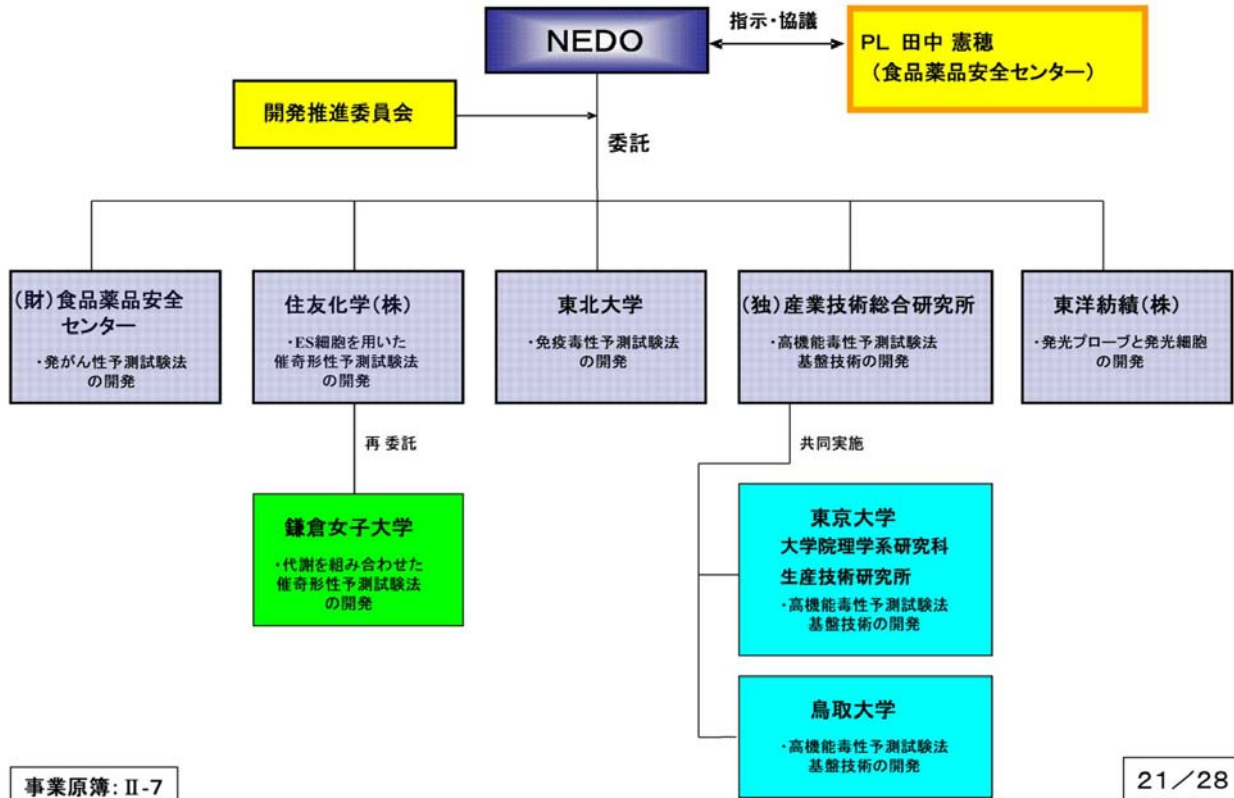 NEDO
指示・協議
PL 田中 憲穂
(食品薬品安全センター)
開発推進委員会
委託
(財)食品薬品安全
センター
・発がん性予測試験法
の開発
住友化学(株)
・ES細胞を用いた
催奇形性予測試験法
の開発
東北大学
・免疫毒性予測試験法
の開発
(独)産業技術総合研究所
・高機能毒性予測試験法
基盤技術の開発
東洋紡績(株)
・発光プローブと発光細胞
の開発
再 委託
共同実施
鎌倉女子大学
・代謝を組み合わせた
催奇形性予測試験法
の開発
東京大学
大学院理学系研究科
生産技術研究所
・高機能毒性予測試験法
基盤技術の開発
鳥取大学
・高機能毒性予測試験法
基盤技術の開発
事業原簿: Ⅱ-7
21/28